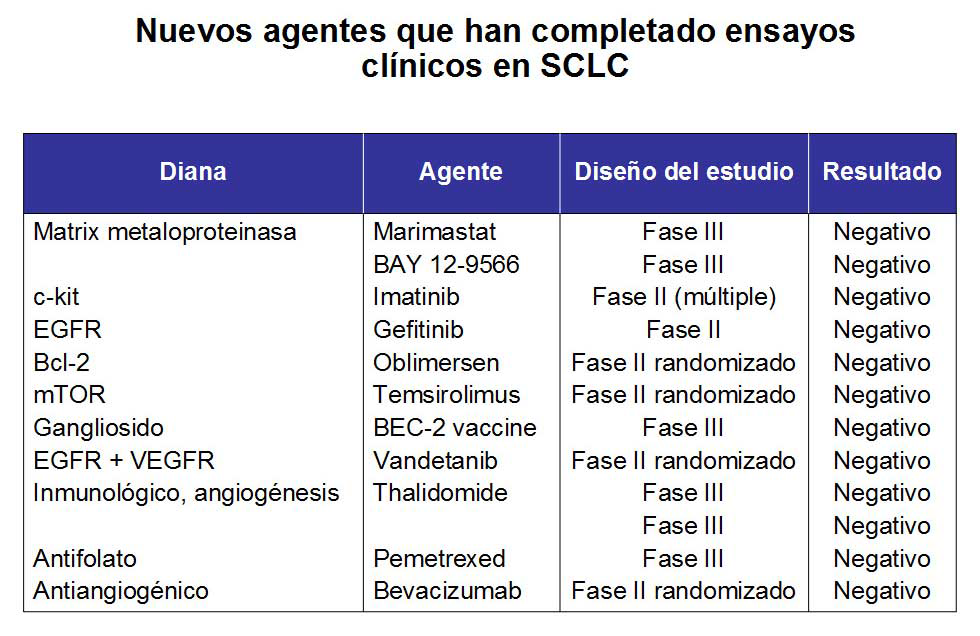 Nuevos agentes que han completado ensayos
clínicos en SCLC
Diana Agente Diseño del estudio Resultado
Matrix metaloproteinasa Marimastat Fase III Negativo
BAY 12-9566 Fase III Negativo
c-kit Imatinib Fase II (múltiple) Negativo
EGFR Gefitinib Fase II Negativo
Bcl-2 Oblimersen Fase II randomizado Negativo
mTOR Temsirolimus Fase II randomizado Negativo
Gangliosido BEC-2 vaccine Fase III Negativo
EGFR + VEGFR Vandetanib Fase II randomizado Negativo
Inmunológico, angiogénesis Thalidomide Fase III Negativo
Fase III Negativo
Antifolato Pemetrexed Fase III Negativo
Antiangiogénico Bevacizumab Fase II randomizado Negativo